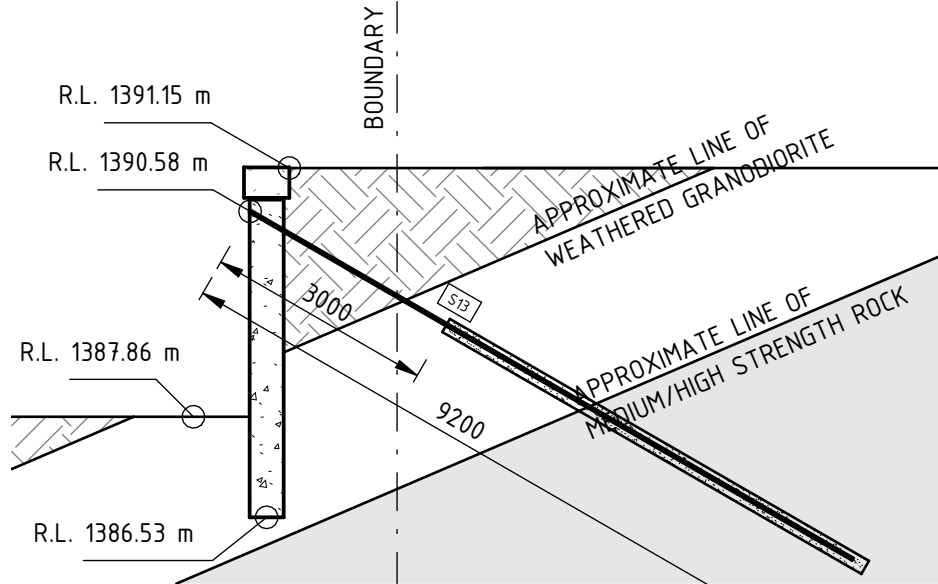 BOUNDARY
R.L. 1391.15 m
R.L. 1390.58 m
APPROXIMATE LINE OF
WEATHERED GRANODIORITE
S13
3000
R.L. 1387.86 m
APPROXIMATE LINE OF
MEDIUM/HIGH STRENGTH ROCK
9200
R.L. 1386.53 m